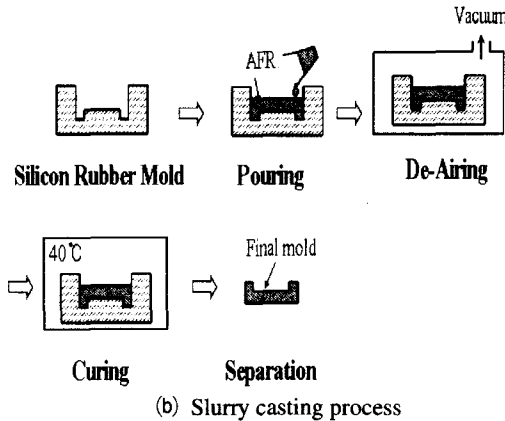 Vacuum
AFR
Silicon Rubber Mold
Pouring
De-Airing
40℃
Final mold
Curing
Separation
(b) Slurry casting process